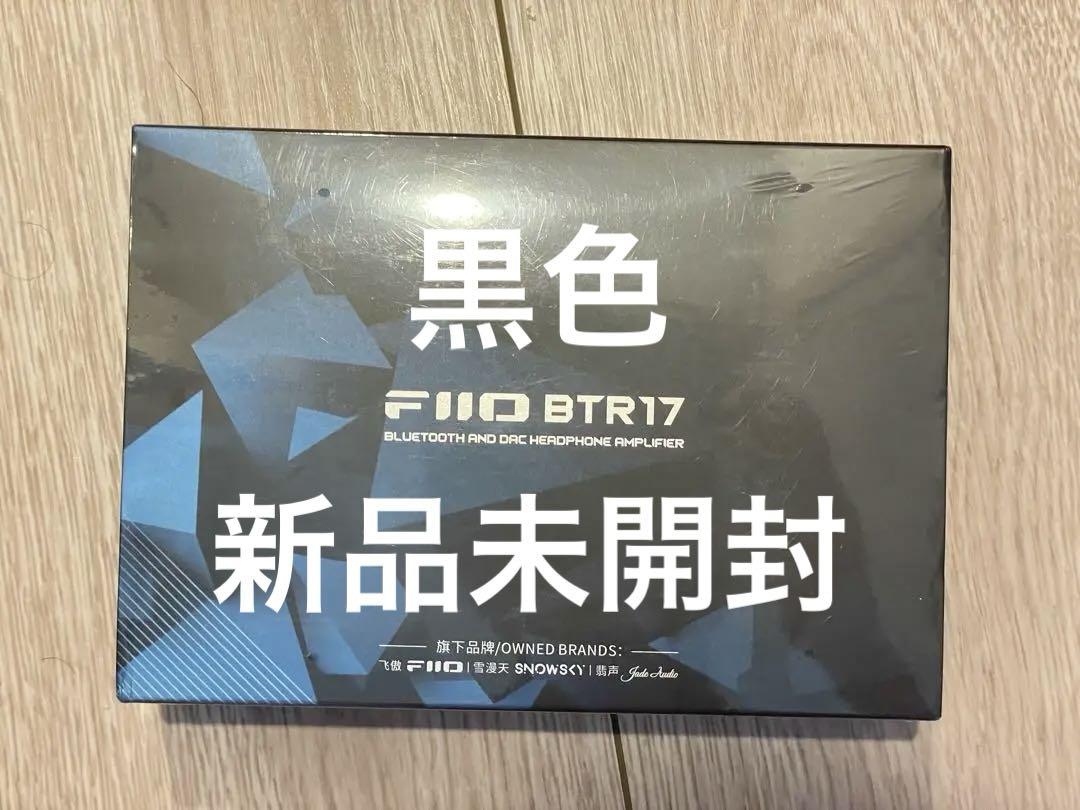 黒色
FIIO BTR17
BLUETOOTH AND DAC HEADPHONE AMPLIFIER
新品未開封
旗下品牌/OWNED BRANDS:
飞傲 FIIO | 雪漫天 SNOWSKY | 翡声 Jade Audio